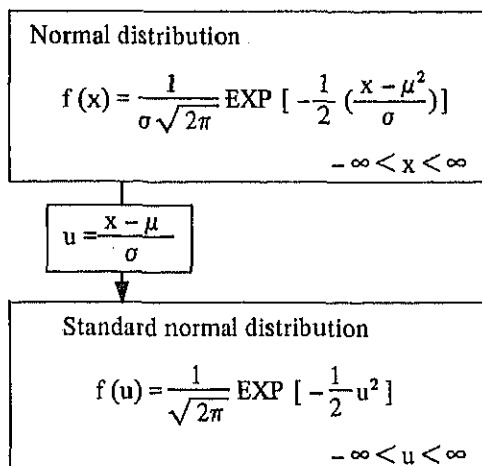 Normal distribution
f (x) = 1/(σ√2π) EXP [ -1/2 ((x - μ²)/σ)]
-∞ < x < ∞
u = (x - μ)/σ
Standard normal distribution
f (u) = 1/√2π EXP [ -1/2 u² ]
-∞ < u < ∞